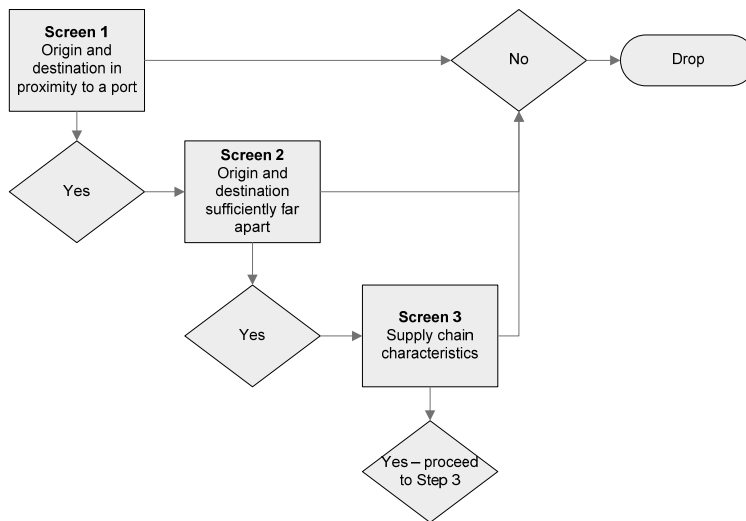 Screen 1
Origin and
destination in
proximity to a port
No
Drop
Yes
Screen 2
Origin and
destination
sufficiently far
apart
Yes
Screen 3
Supply chain
characteristics
Yes – proceed
to Step 3